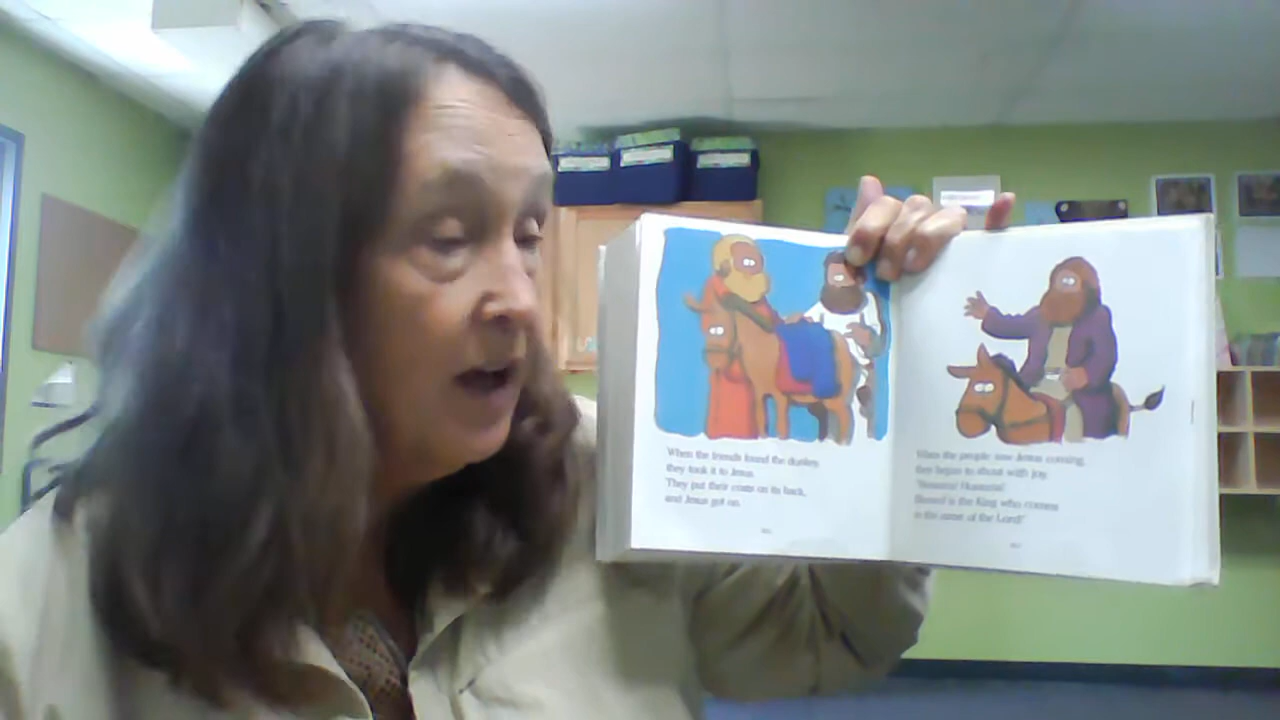 When the friends found the donkey,
they took it to Jesus.
They put their coats on its back,
and Jesus got on.
When the people saw Jesus coming,
they began to shout with joy,
"Hosanna! Hosanna!
Blessed is the King who comes
in the name of the Lord!"